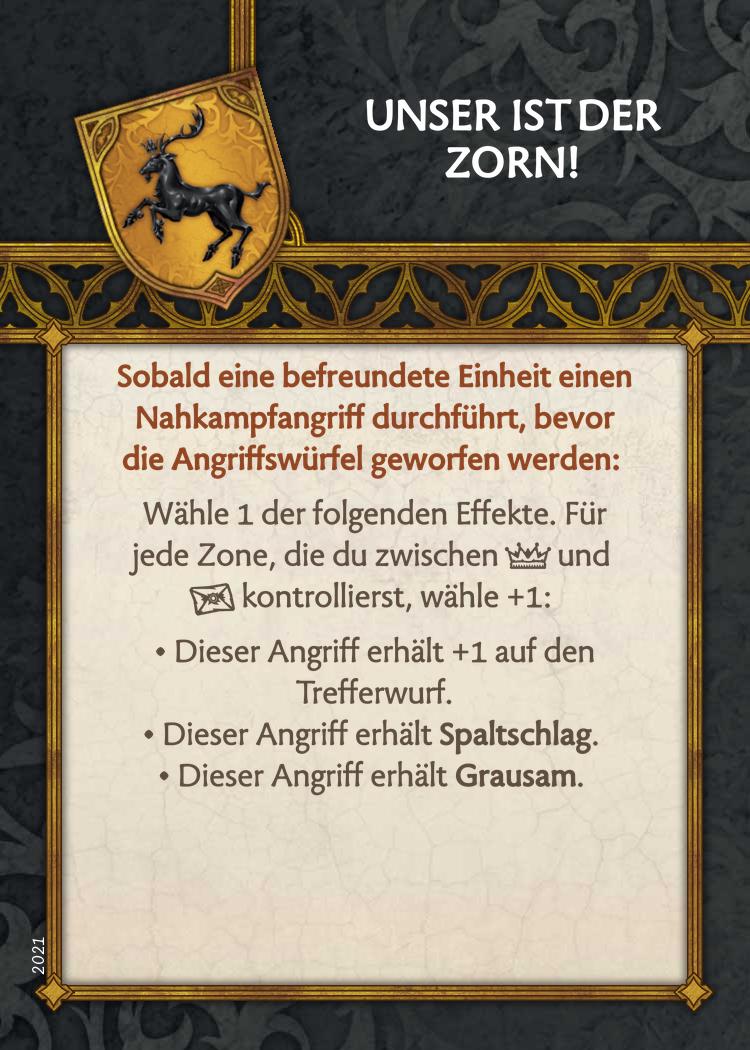 UNSER IST DER
ZORN!
Sobald eine befreundete Einheit einen
Nahkampfangriff durchführt, bevor
die Angriffswürfel geworfen werden:
Wähle 1 der folgenden Effekte. Für
jede Zone, die du zwischen und
kontrollierst, wähle +1:
• Dieser Angriff erhält +1 auf den
Trefferwurf.
• Dieser Angriff erhält Spaltschlag.
• Dieser Angriff erhält Grausam.
2021